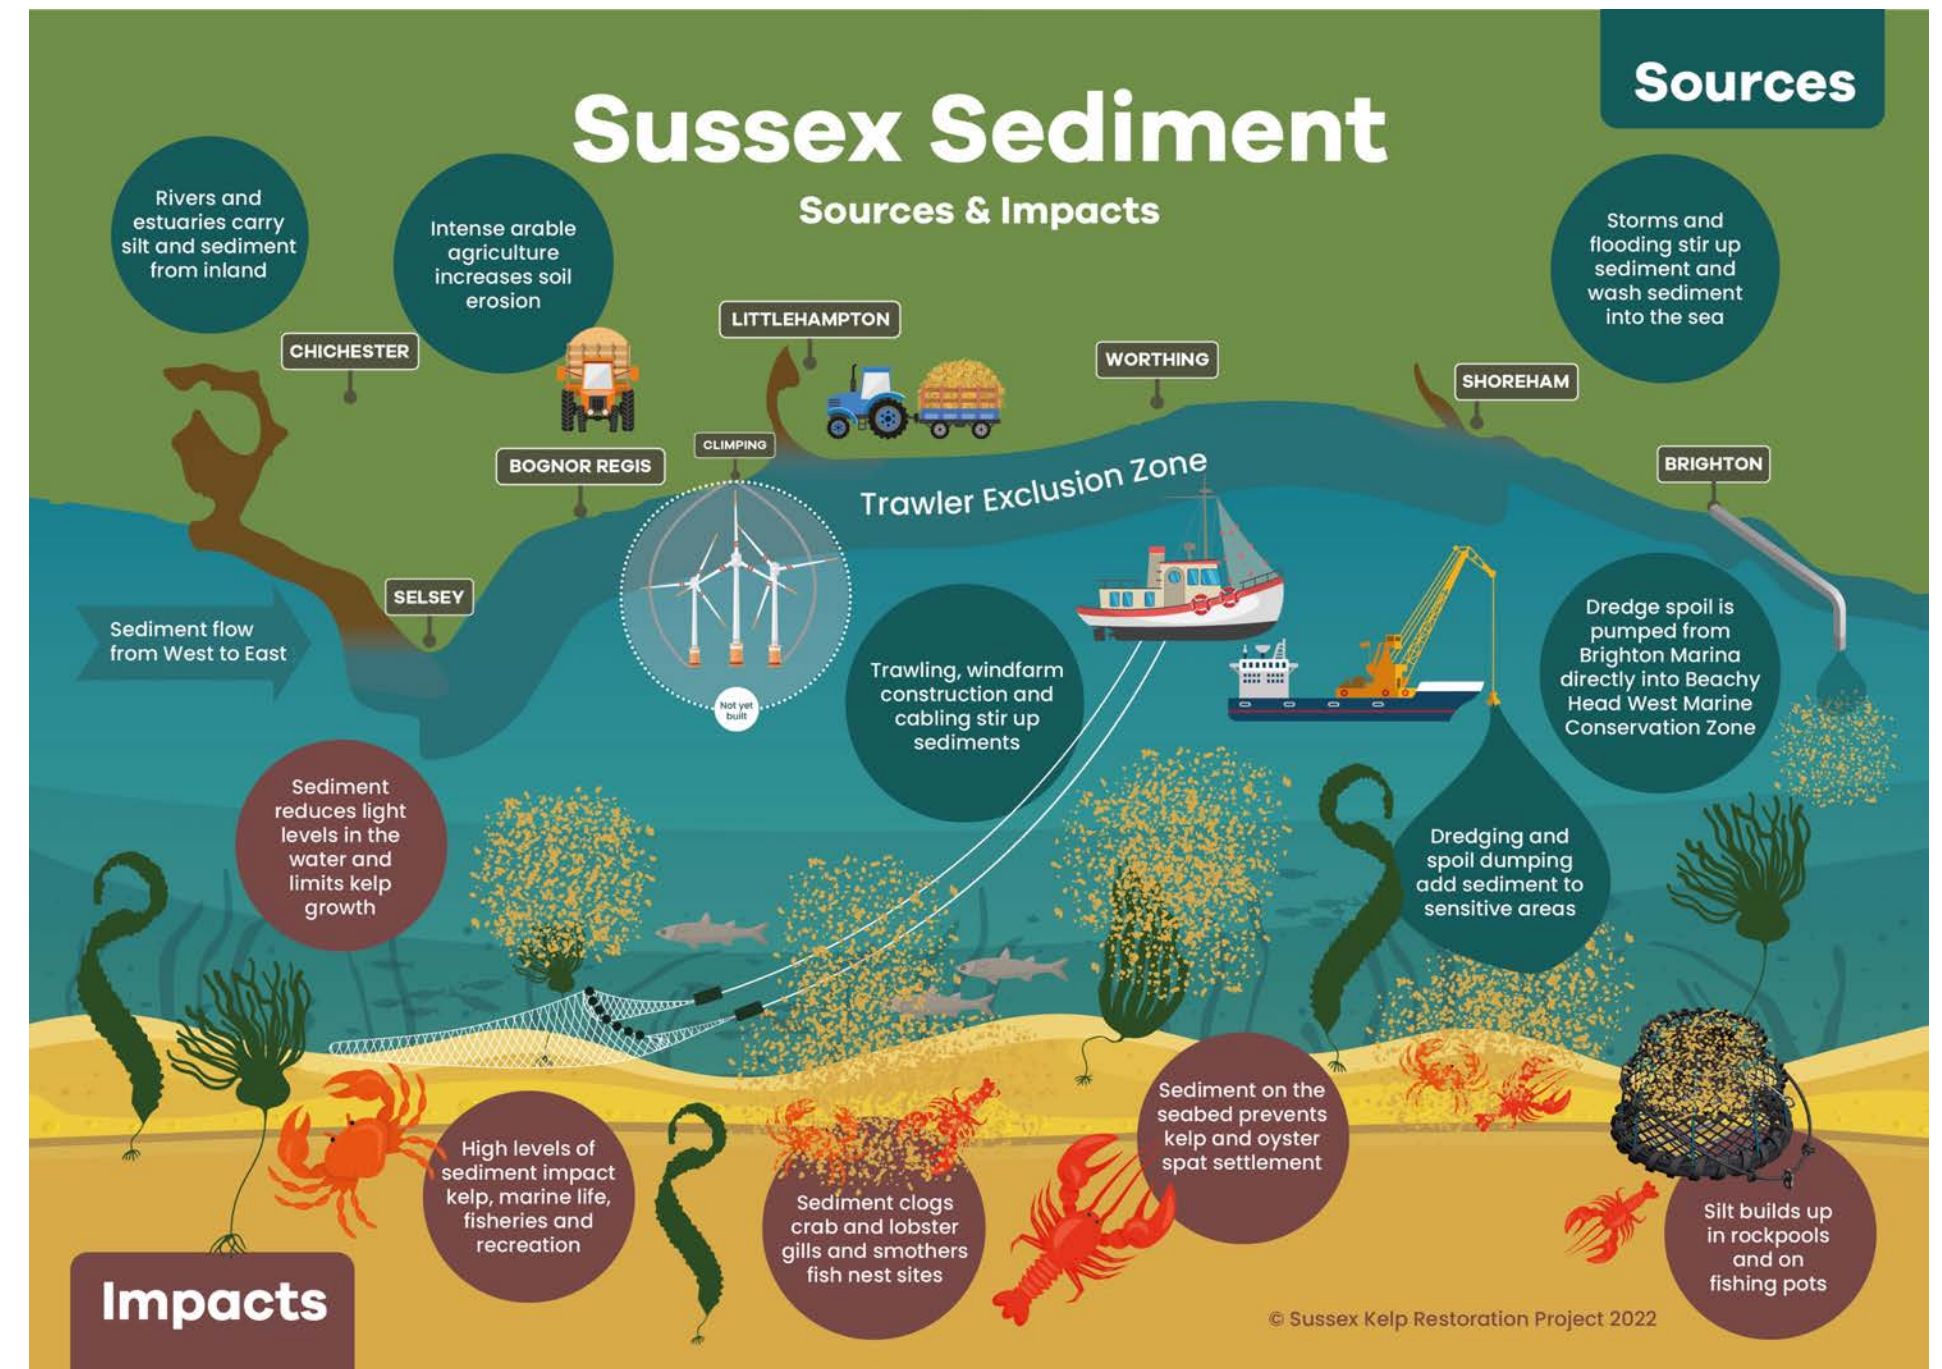 Sources
Sussex Sediment
Sources & Impacts
Rivers and
estuaries carry
silt and sediment
from inland
Intense arable
agriculture
increases soil
erosion
Storms and
flooding stir up
sediment and
wash sediment
into the sea
CHICHESTER
LITTLEHAMPTON
WORTHING
SHOREHAM
BOGNOR REGIS
CLIMPING
BRIGHTON
Trawler Exclusion Zone
SELSEY
Sediment flow
from West to East
Not yet
built
Trawling, windfarm
construction and
cabling stir up
sediments
Dredge spoil is
pumped from
Brighton Marina
directly into Beachy
Head West Marine
Conservation Zone
Sediment
reduces light
levels in the
water and
limits kelp
growth
Dredging and
spoil dumping
add sediment to
sensitive areas
High levels of
sediment impact
kelp, marine life,
fisheries and
recreation
Sediment clogs
crab and lobster
gills and smothers
fish nest sites
Sediment on the
seabed prevents
kelp and oyster
spat settlement
Silt builds up
in rockpools
and on
fishing pots
Impacts
© Sussex Kelp Restoration Project 2022